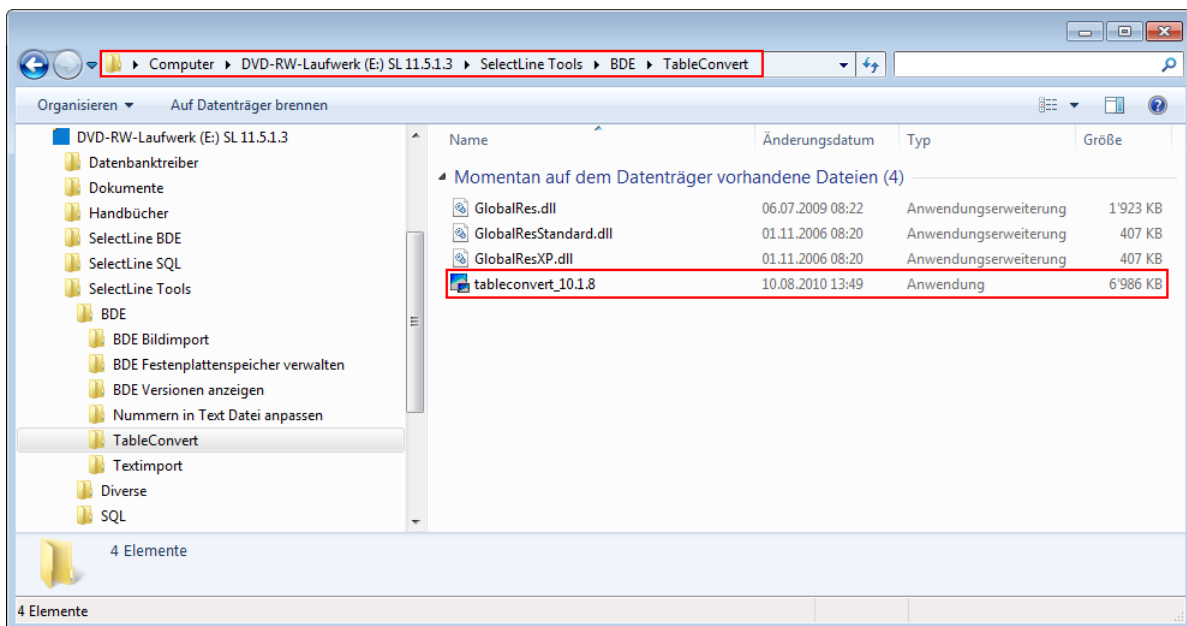 Computer DVD-RW-Laufwerk (E:) SL 11.5.1.3 SelectLine Tools BDE TableConvert
Organisieren Auf Datenträger brennen
DVD-RW-Laufwerk (E:) SL 11.5.1.3
Datenbanktreiber
Dokumente
Handbücher
SelectLine BDE
SelectLine SQL
SelectLine Tools
BDE
BDE Bildimport
BDE Festenplattenspeicher verwalten
BDE Versionen anzeigen
Nummern in Text Datei anpassen
TableConvert
Textimport
Diverse
SQL
Name Änderungsdatum Typ Größe
Momentan auf dem Datenträger vorhandene Dateien (4)
GlobalRes.dll 06.07.2009 08:22 Anwendungserweiterung 1'923 KB
GlobalResStandard.dll 01.11.2006 08:20 Anwendungserweiterung 407 KB
GlobalResXP.dll 01.11.2006 08:20 Anwendungserweiterung 407 KB
tableconvert_10.1.8 10.08.2010 13:49 Anwendung 6'986 KB
4 Elemente
4 Elemente